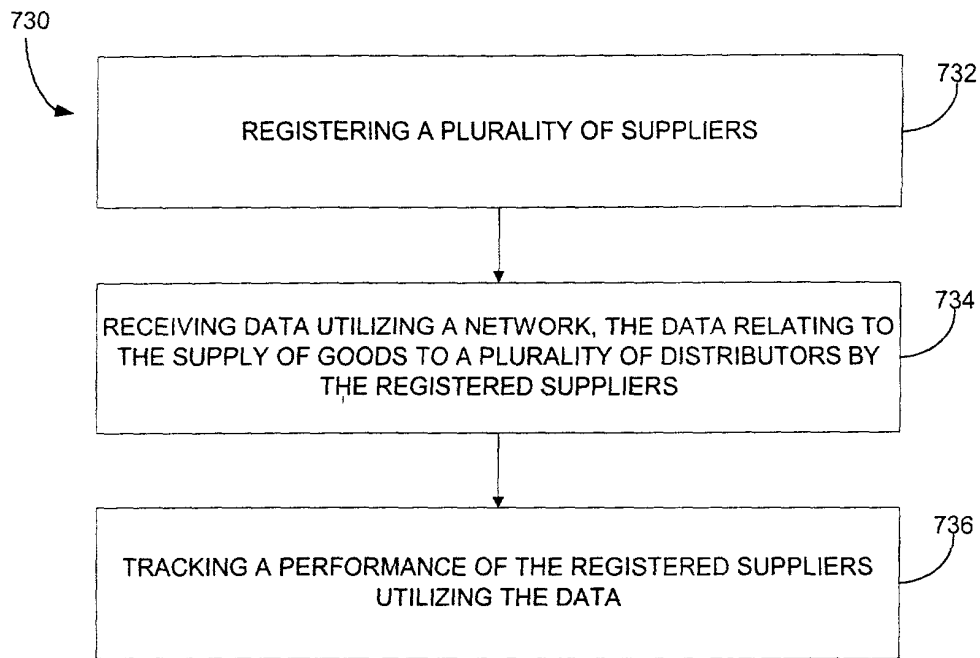 730
732
REGISTERING A PLURALITY OF SUPPLIERS
734
RECEIVING DATA UTILIZING A NETWORK, THE DATA RELATING TO
THE SUPPLY OF GOODS TO A PLURALITY OF DISTRIBUTORS BY
THE REGISTERED SUPPLIERS
736
TRACKING A PERFORMANCE OF THE REGISTERED SUPPLIERS
UTILIZING THE DATA